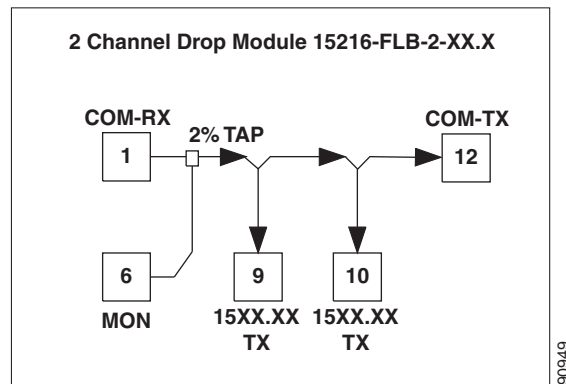 2 Channel Drop Module 15216-FLB-2-XX.X
COM-RX
2% TAP
COM-TX
1
12
6
9
10
MON
15XX.XX
TX
15XX.XX
TX
90949